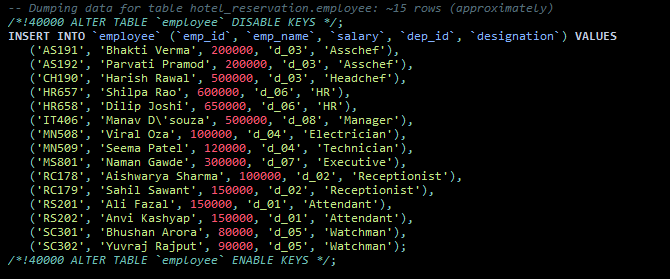 -- Dumping data for table hotel_reservation.employee: ~15 rows (approximately)
/*!40000 ALTER TABLE `employee` DISABLE KEYS */;
INSERT INTO `employee` (`emp_id`, `emp_name`, `salary`, `dep_id`, `designation`) VALUES
('AS191', 'Bhakti Verma', 200000, 'd_03', 'Asschef'),
('AS192', 'Parvati Pramod', 200000, 'd_03', 'Asschef'),
('CH190', 'Harish Rawal', 500000, 'd_03', 'Headchef'),
('HR657', 'Shilpa Rao', 600000, 'd_06', 'HR'),
('HR658', 'Dilip Joshi', 650000, 'd_06', 'HR'),
('IT406', 'Manav D\'souza', 500000, 'd_08', 'Manager'),
('MN508', 'Viral Oza', 100000, 'd_04', 'Electrician'),
('MN509', 'Seema Patel', 120000, 'd_04', 'Technician'),
('MS801', 'Naman Gawde', 300000, 'd_07', 'Executive'),
('RC178', 'Aishwarya Sharma', 100000, 'd_02', 'Receptionist'),
('RC179', 'Sahil Sawant', 150000, 'd_02', 'Receptionist'),
('RS201', 'Ali Fazal', 150000, 'd_01', 'Attendant'),
('RS202', 'Anvi Kashyap', 150000, 'd_01', 'Attendant'),
('SC301', 'Bhushan Arora', 80000, 'd_05', 'Watchman'),
('SC302', 'Yuvraj Rajput', 90000, 'd_05', 'Watchman');
/*!40000 ALTER TABLE `employee` ENABLE KEYS */;